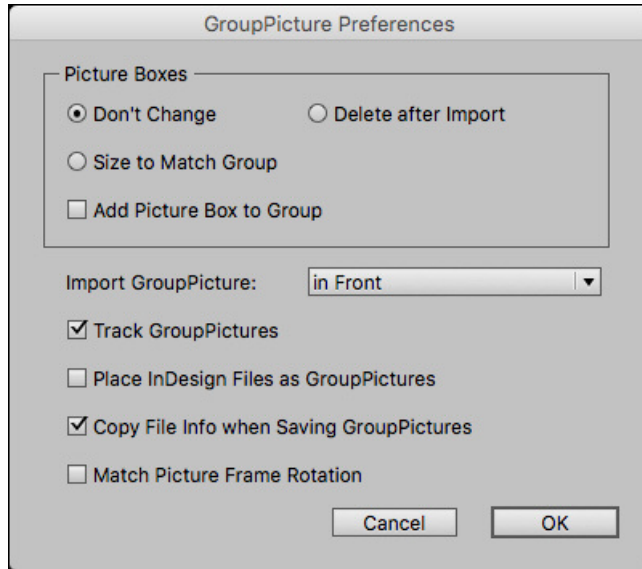 GroupPicture Preferences
Picture Boxes
Don't Change
Delete after Import
Size to Match Group
Add Picture Box to Group
Import GroupPicture:
in Front
Track GroupPictures
Place InDesign Files as GroupPictures
Copy File Info when Saving GroupPictures
Match Picture Frame Rotation
Cancel
OK